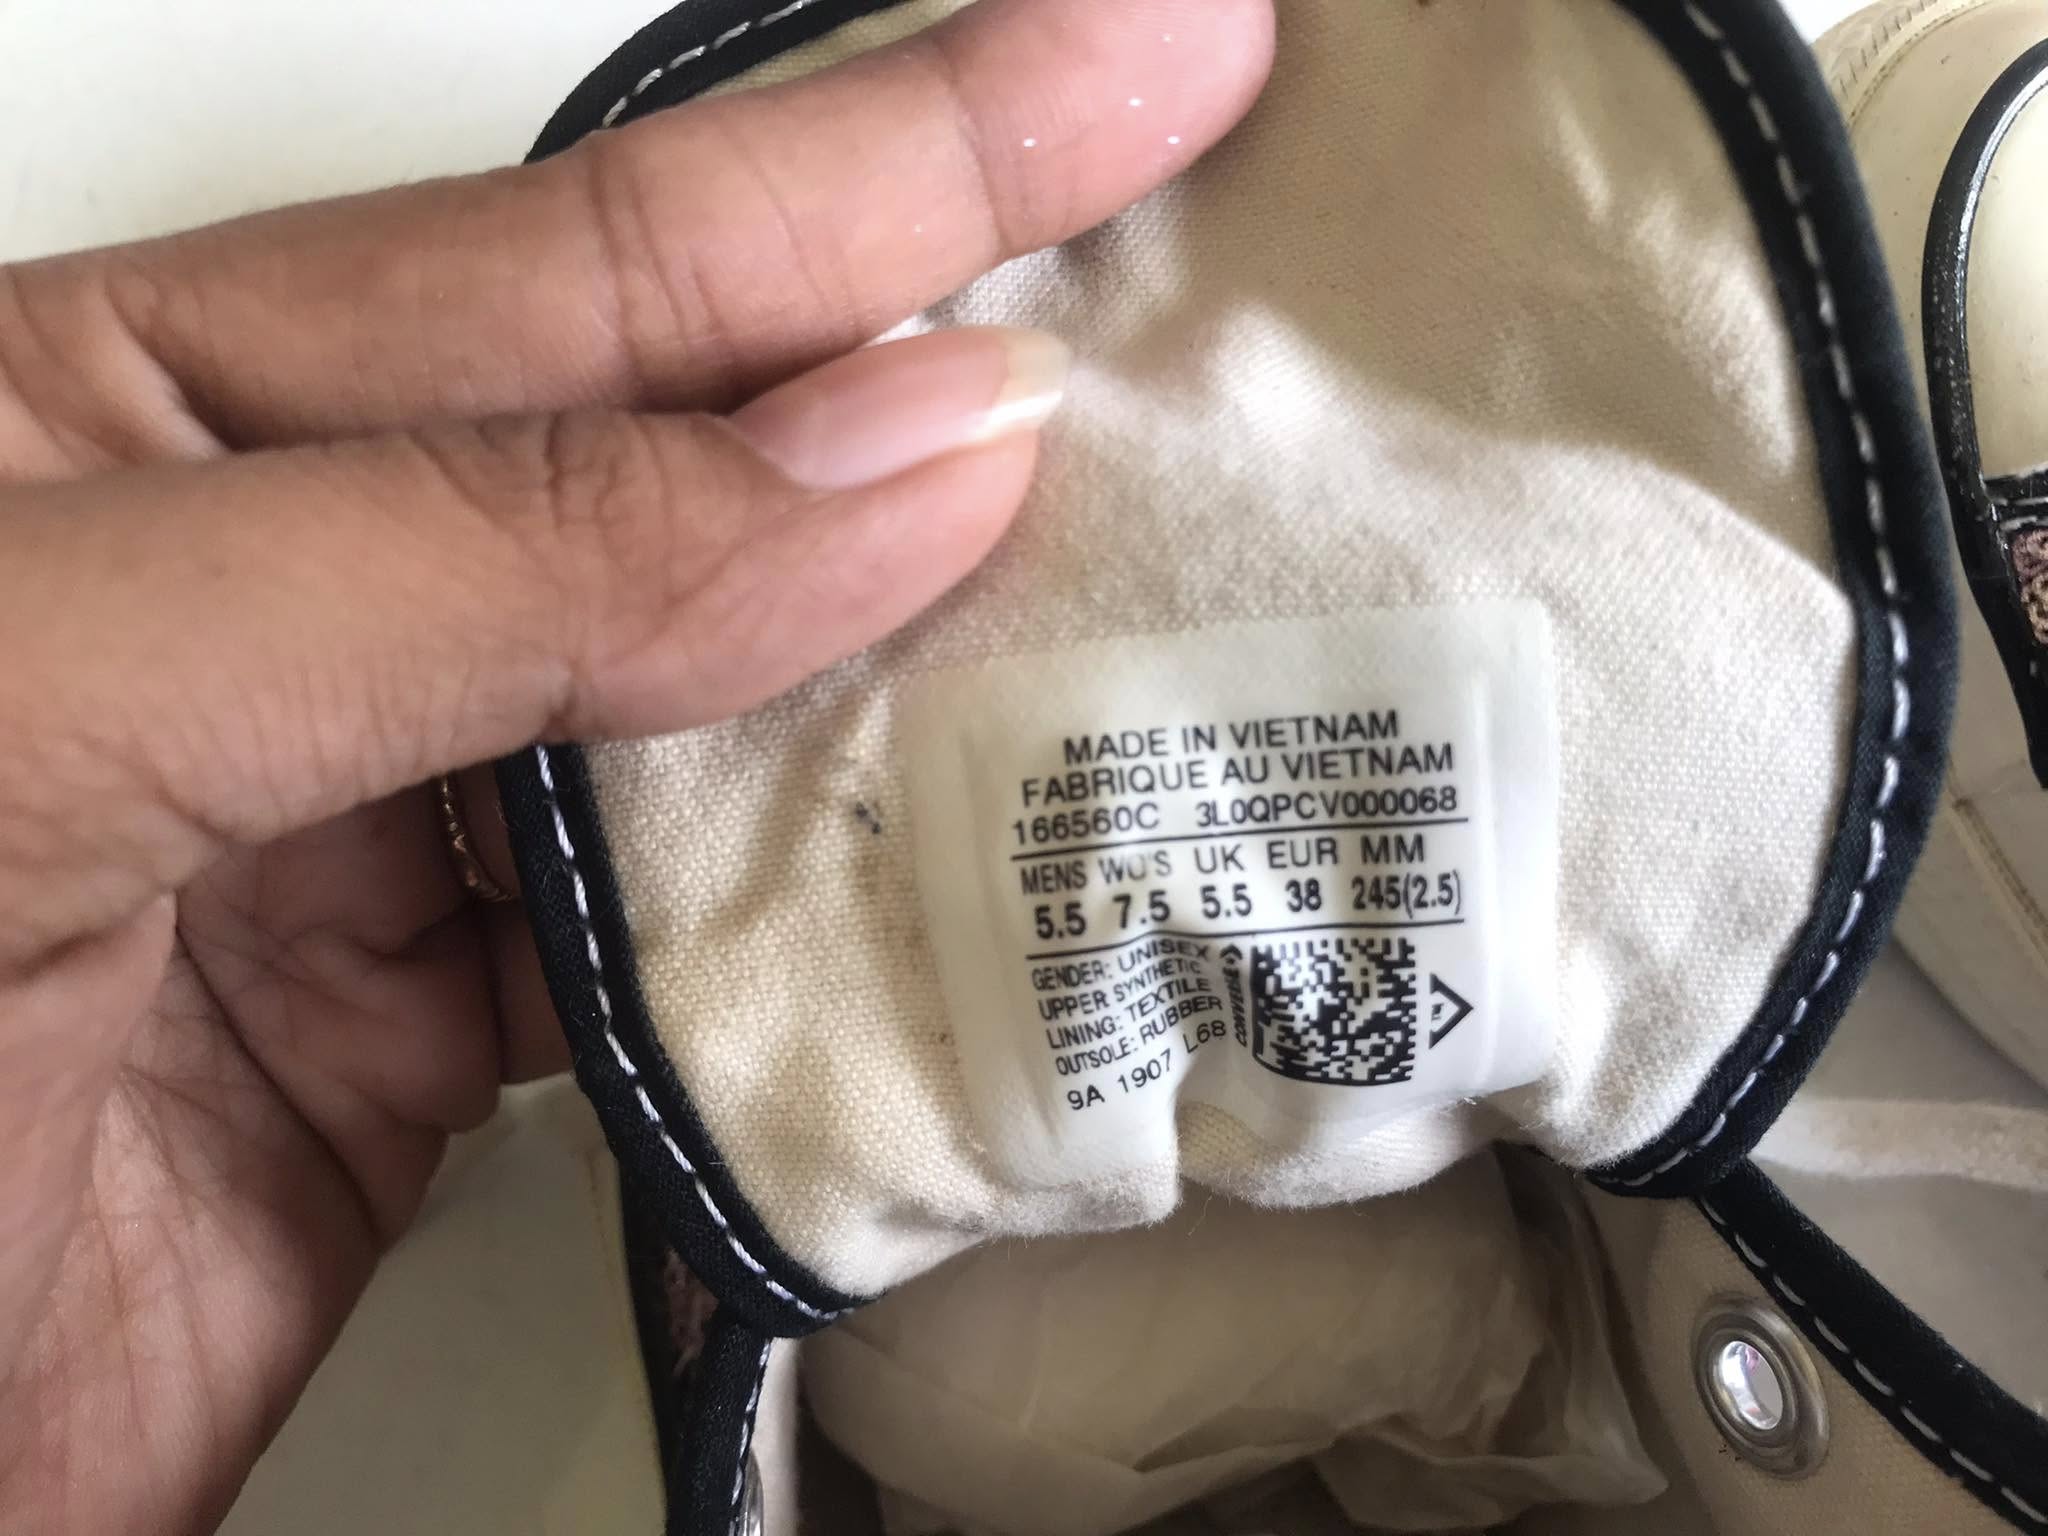 MADE IN VIETNAM
FABRIQUE AU VIETNAM
166560C 3L0QPCV000068
MENS WO'S UK EUR MM
5.5 7.5 5.5 38 245(2.5)
GENDER: UNISEX
UPPER SYNTHETIC
LINING: TEXTILE
OUTSOLE: RUBBER
9A 1907 L68
CONVERSE